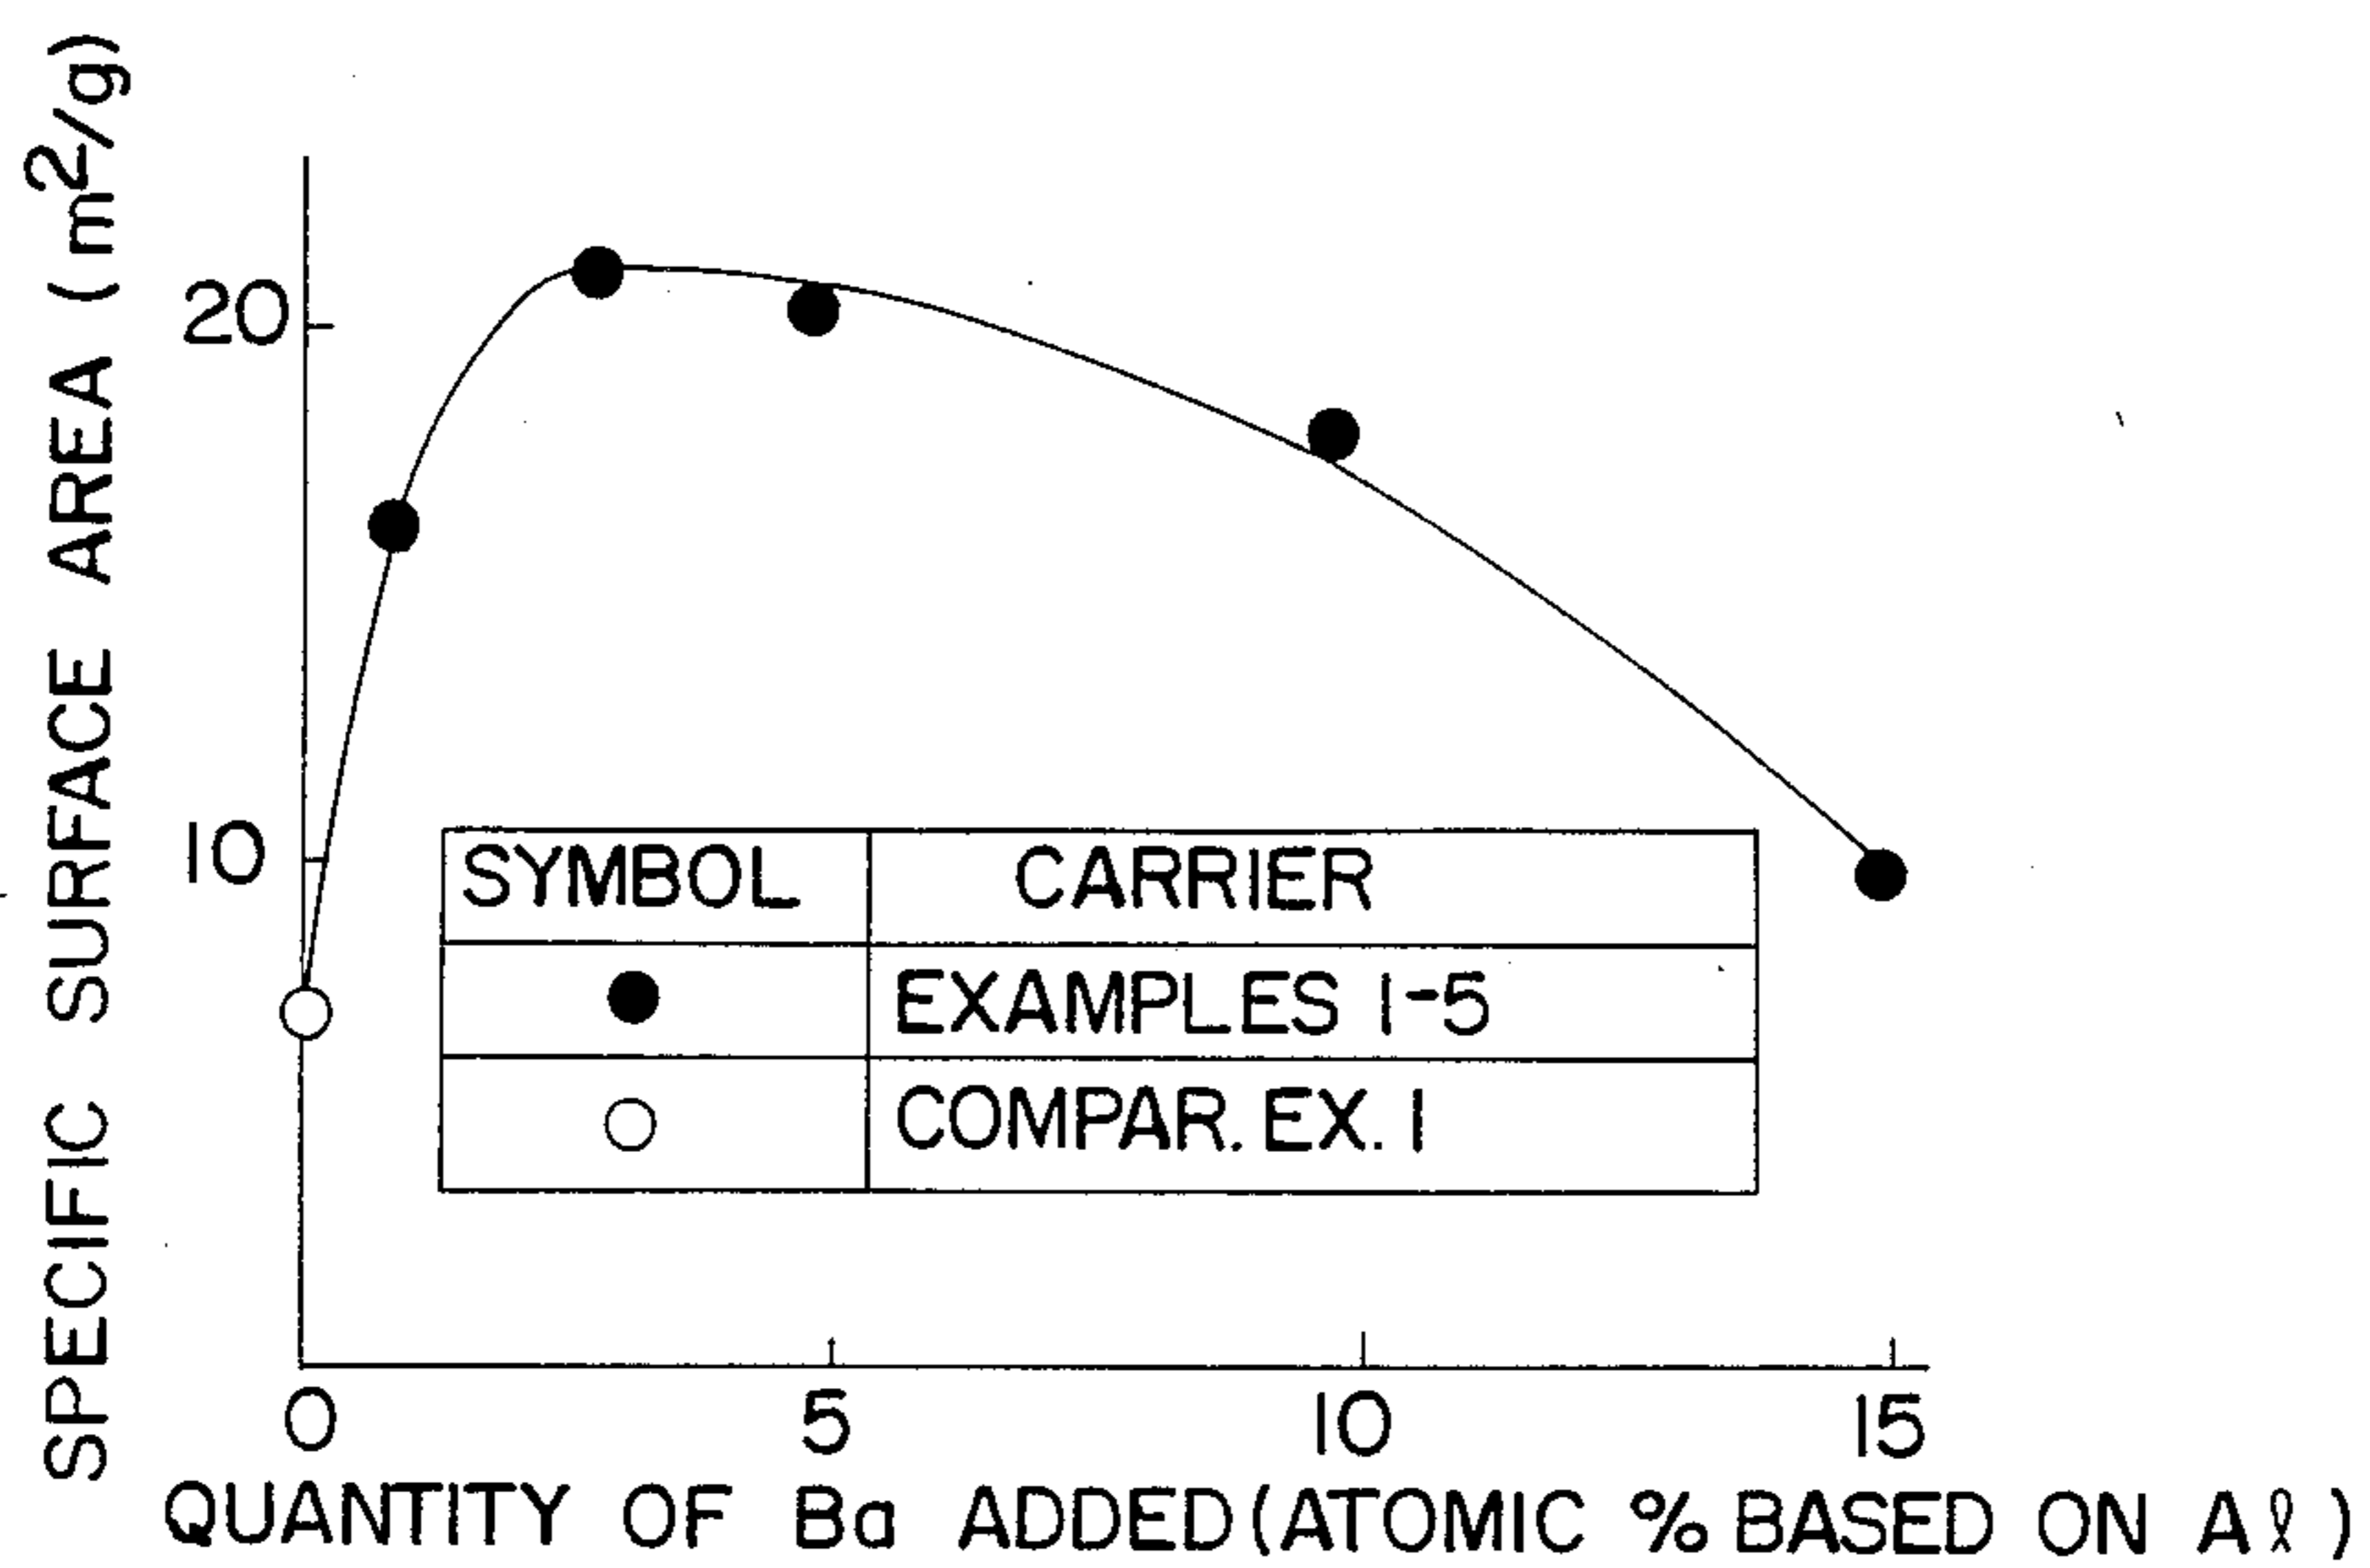 SPECIFIC SURFACE AREA (m²/g)
20
10
SYMBOL CARRIER
EXAMPLES 1-5
COMPAR. EX. 1
0 5 10 15
QUANTITY OF Ba ADDED (ATOMIC % BASED ON Aℓ)